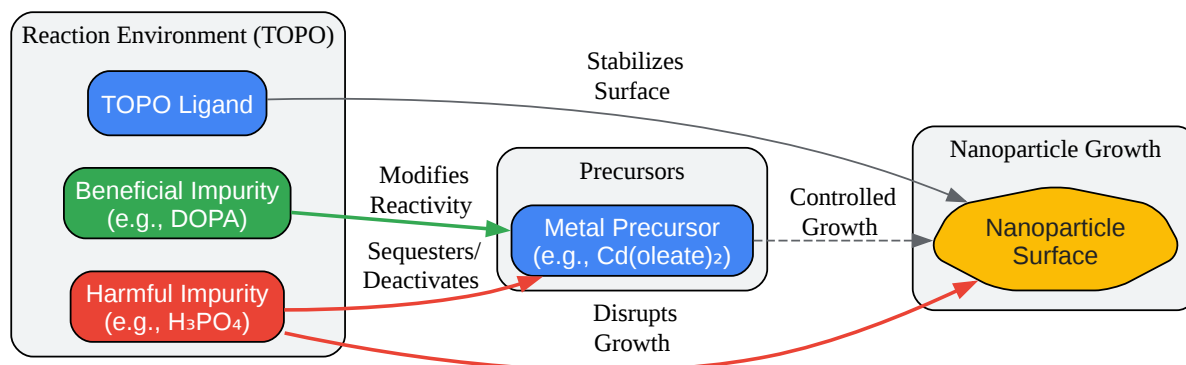 Reaction Environment (TOPO)
TOPO Ligand
Beneficial Impurity
(e.g., DOPA)
Harmful Impurity
(e.g., H₃PO₄)
Stabilizes
Surface
Modifies
Reactivity
Sequesters/
Deactivates
Precursors
Metal Precursor
(e.g., Cd(oleate)₂)
Disrupts
Growth
Controlled
Growth
Nanoparticle Growth
Nanoparticle
Surface